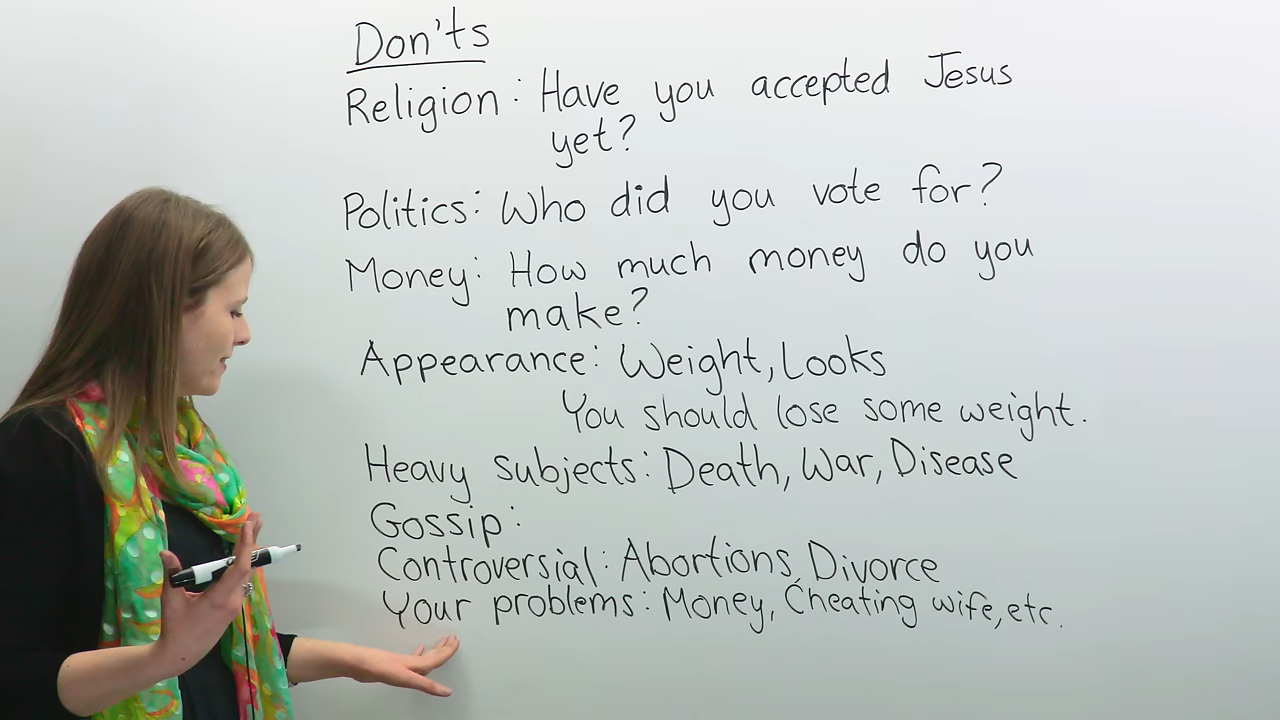 Don'ts
Religion: Have you accepted Jesus
yet?
Politics: Who did you vote for?
Money: How much money do you
make?
Appearance: Weight, Looks
You should lose some weight.
Heavy subjects: Death, War, Disease
Gossip:
Controversial: Abortions, Divorce
Your problems: Money, Cheating wife, etc.